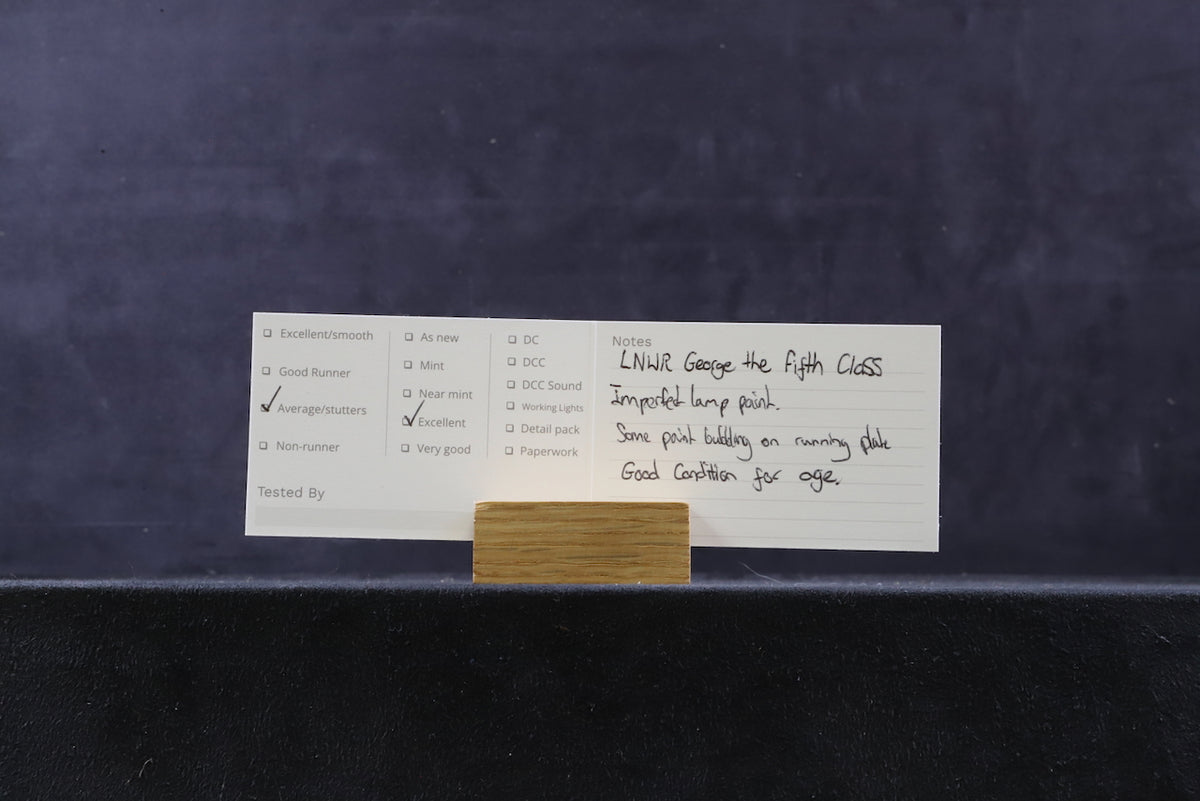 Excellent/smooth
Good Runner
Average/stutters
Non-runner
Tested By
As new
Mint
Near mint
Excellent
Very good
DC
DCC
DCC Sound
Working Lights
Detail pack
Paperwork
Notes
LNWR George the Fifth Class
Imperfect lamp paint.
Some paint bubbling on running plate
Good Condition for age.